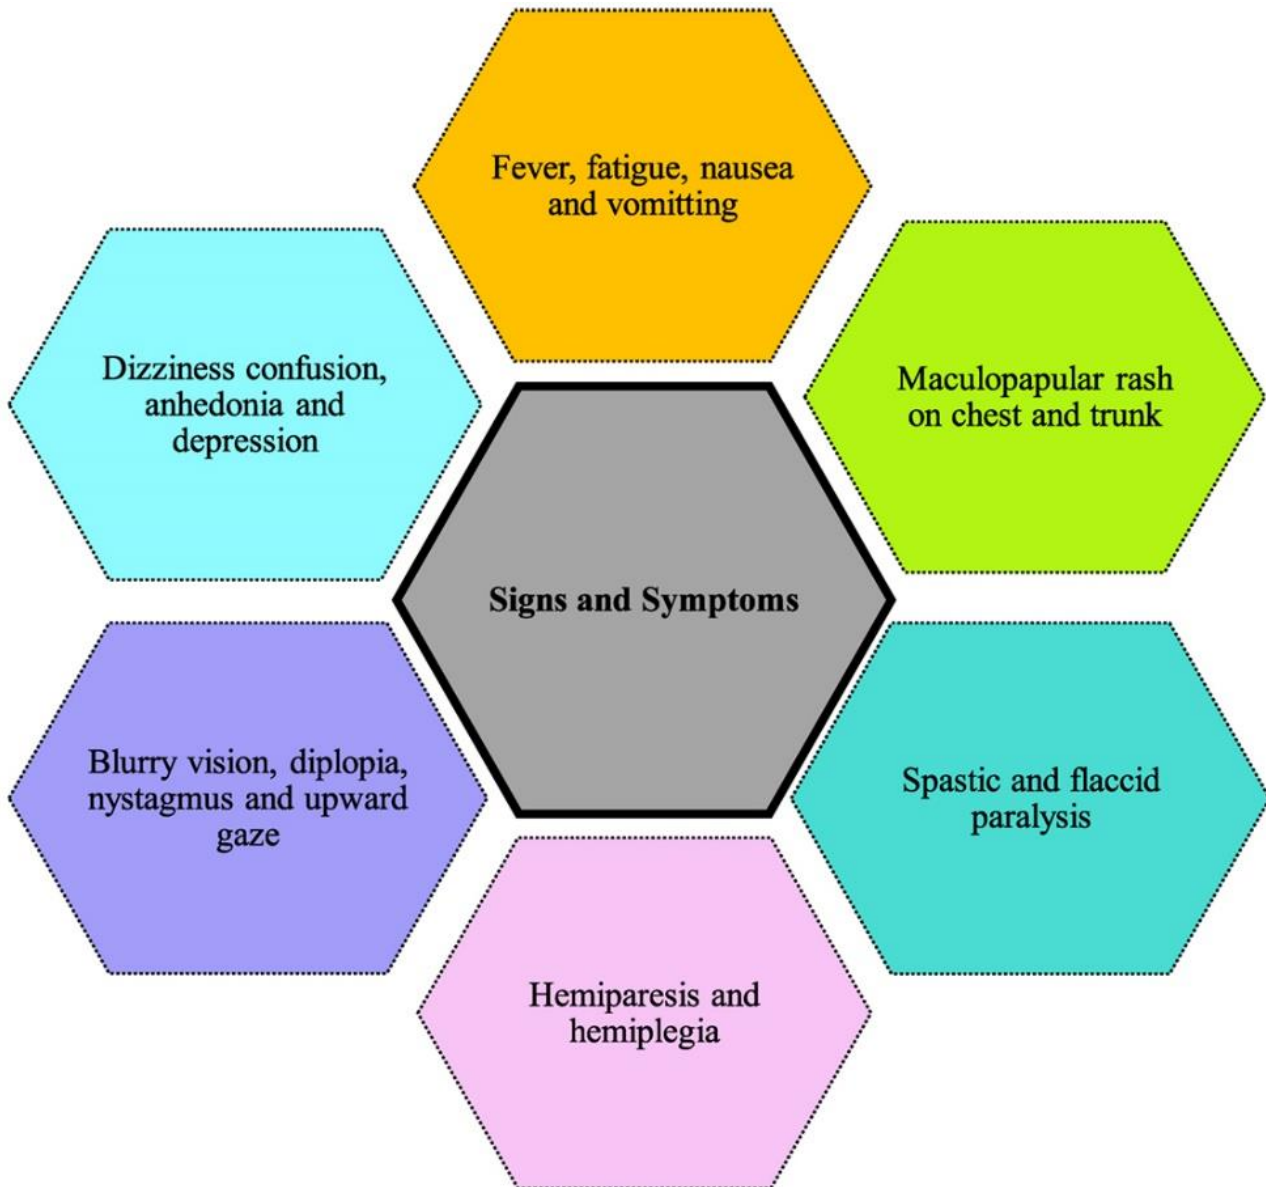 Fever, fatigue, nausea
and vomitting
Maculopapular rash
on chest and trunk
Spastic and flaccid
paralysis
Hemiparesis and
hemiplegia
Blurry vision, diplopia,
nystagmus and upward
gaze
Dizziness confusion,
anhedonia and
depression
Signs and Symptoms